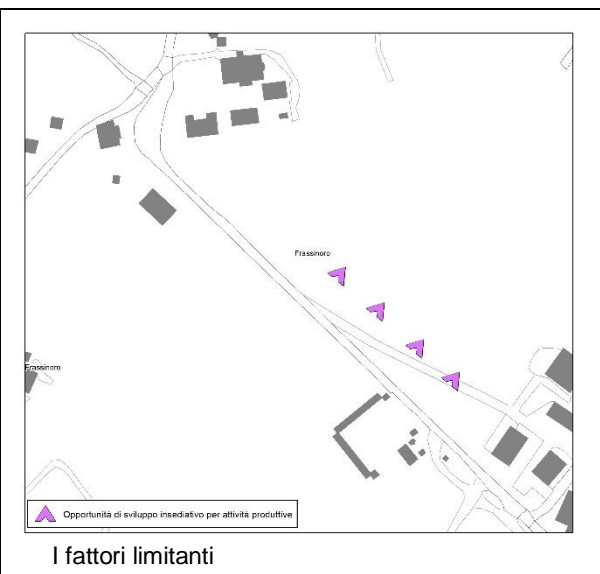 Frassinoro
Frassinoro
Opportunità di sviluppo insediativo per attività produttive
I fattori limitanti